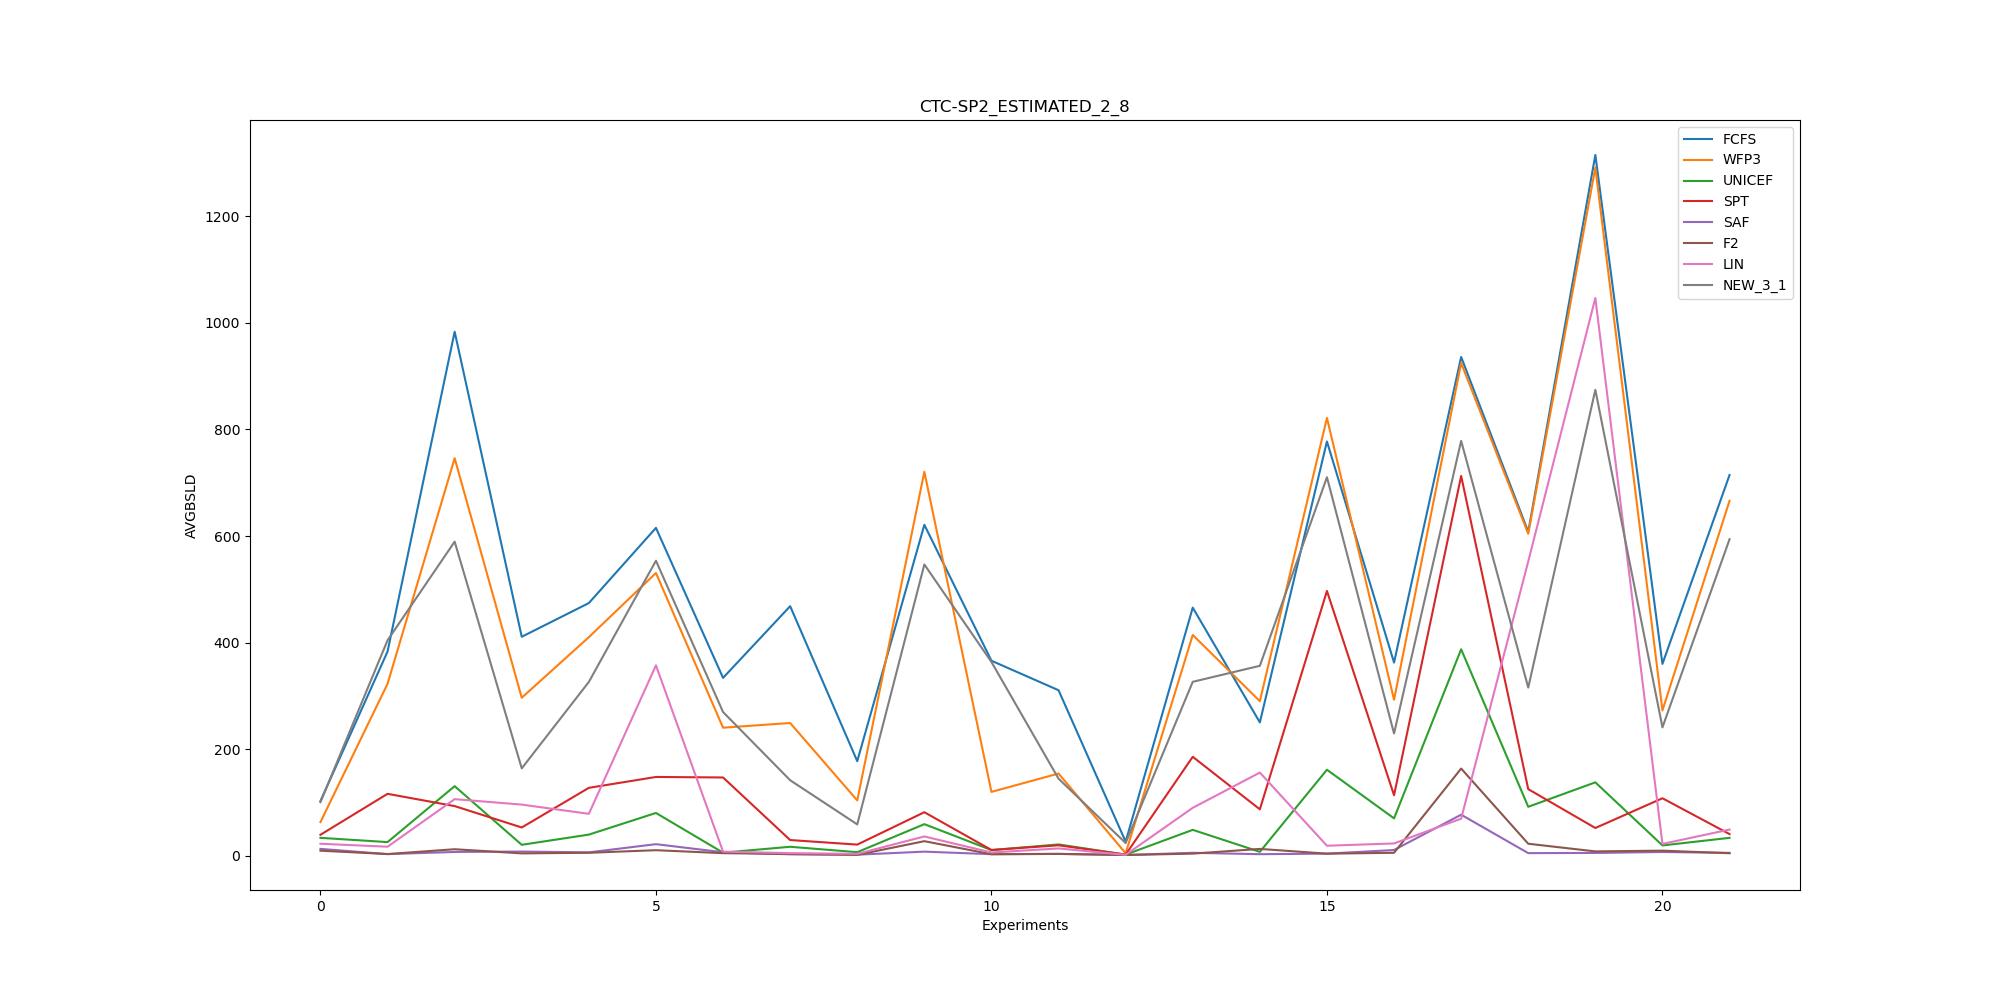 CTC-SP2_ESTIMATED_2_8
FCFS
WFP3
UNICEF
SPT
SAF
F2
LIN
NEW_3_1
1200
1000
800
600
400
200
0
AVGBSLD
0 5 10 15 20
Experiments